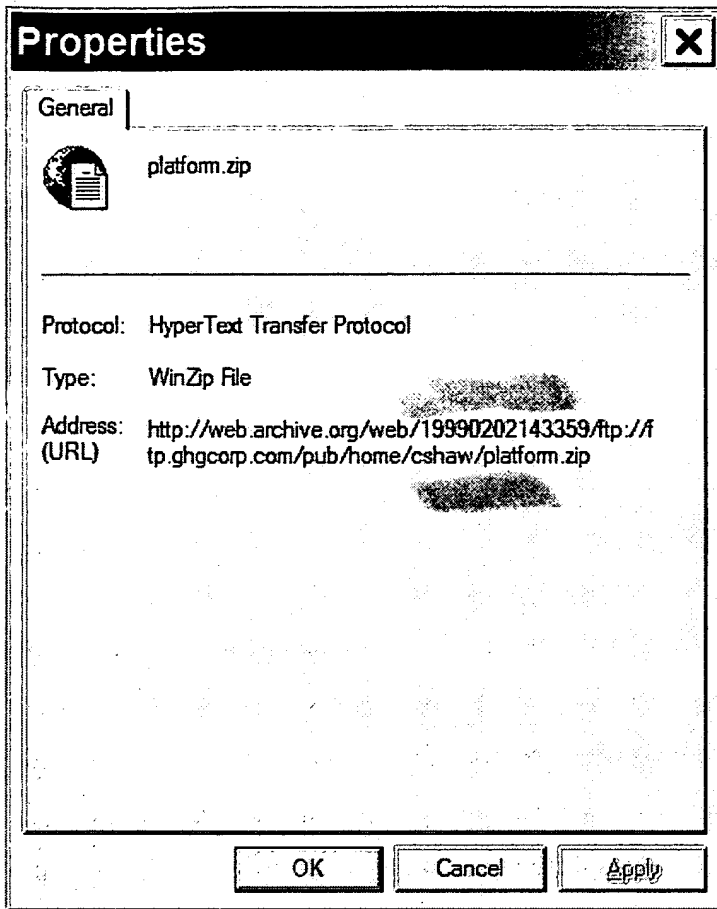 Properties
General
platform.zip
Protocol: HyperText Transfer Protocol
Type: WinZip File
Address: http://web.archive.org/web/19990202143359/ftp://f
(URL) tp.ghgcorp.com/pub/home/cshaw/platform.zip
OK Cancel Apply